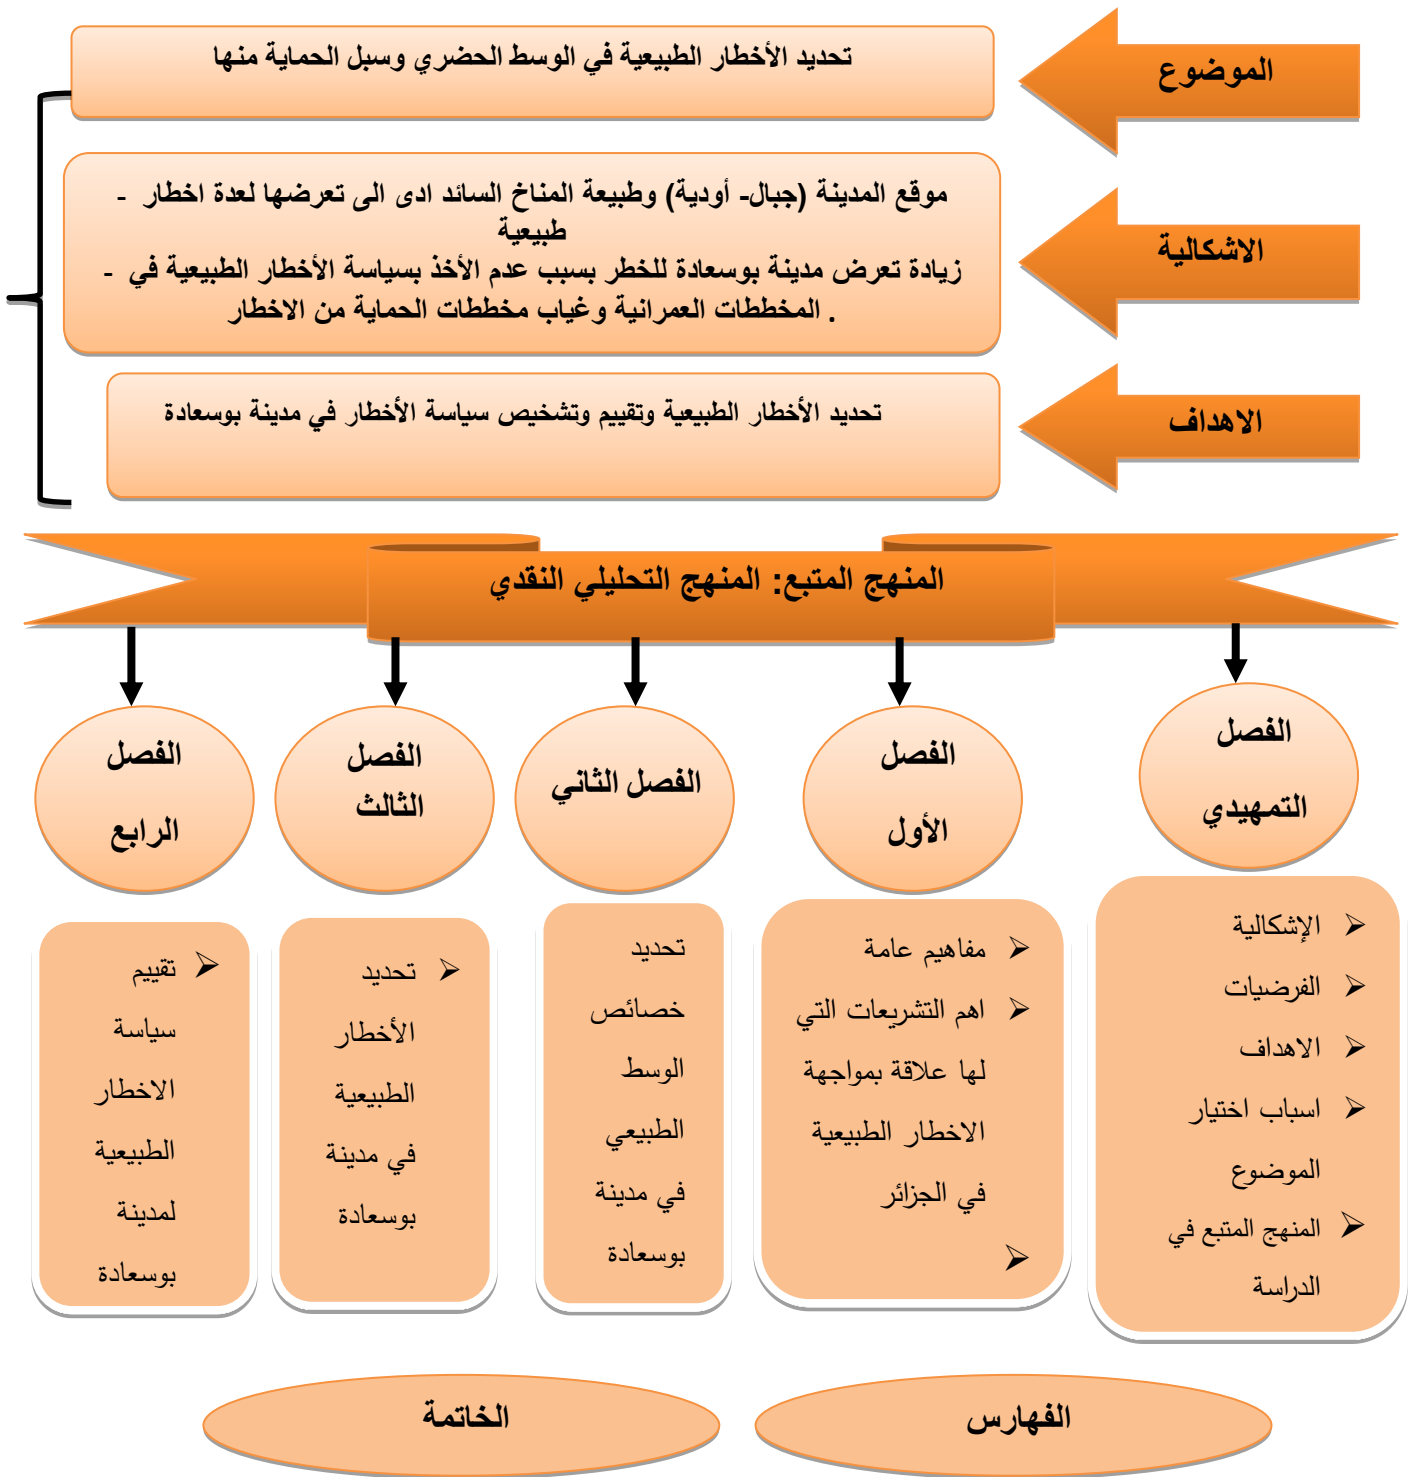 الموضوع
تحديد الأخطار الطبيعية في الوسط الحضري وسبل الحماية منها
الاشكالية
- موقع المدينة (جبال- أودية) وطبيعة المناخ السائد ادى الى تعرضها لعدة اخطار
طبيعية
- زيادة تعرض مدينة بوسعادة للخطر بسبب عدم الأخذ بسياسة الأخطار الطبيعية في
المخططات العمرانية وغياب مخططات الحماية من الاخطار .
الاهداف
تحديد الأخطار الطبيعية وتقييم وتشخيص سياسة الأخطار في مدينة بوسعادة
المنهج المتبع: المنهج التحليلي النقدي
الفصل
التمهيدي
⮚ الإشكالية
⮚ الفرضيات
⮚ الاهداف
⮚ اسباب اختيار
الموضوع
⮚ المنهج المتبع في
الدراسة
الفصل
الأول
⮚ مفاهيم عامة
⮚ اهم التشريعات التي
لها علاقة بمواجهة
الاخطار الطبيعية
في الجزائر
⮚
الفصل الثاني
تحديد
خصائص
الوسط
الطبيعي
في مدينة
بوسعادة
الفصل
الثالث
⮚ تحديد
الأخطار
الطبيعية
في مدينة
بوسعادة
الفصل
الرابع
⮚ تقييم
سياسة
الاخطار
الطبيعية
لمدينة
بوسعادة
الفهارس
الخاتمة